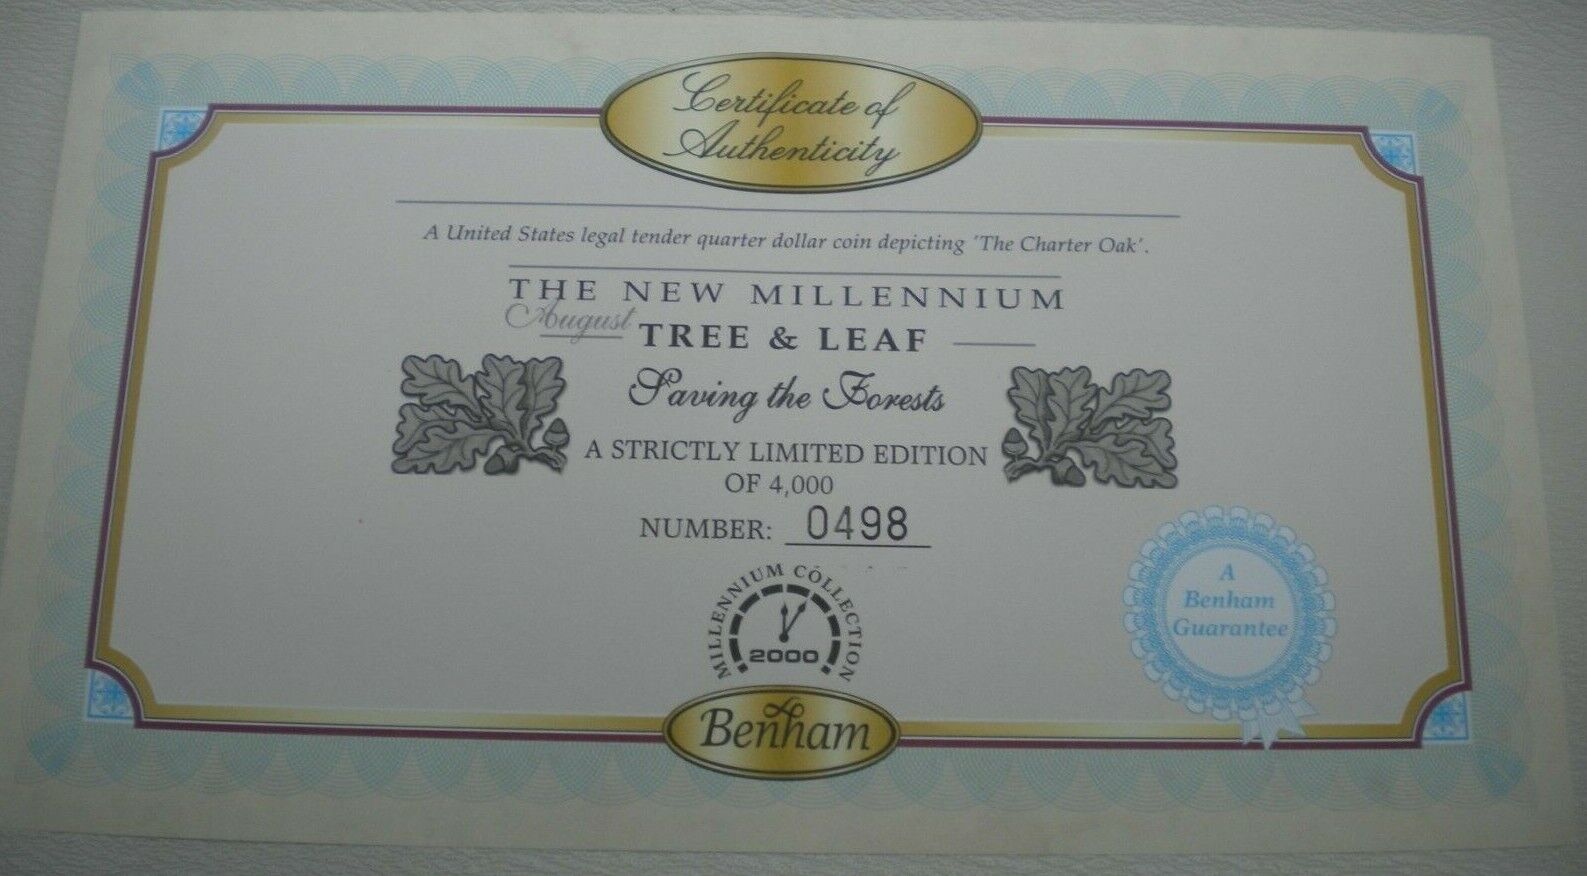 Certificate of
Authenticity
A United States legal tender quarter dollar coin depicting 'The Charter Oak'.
THE NEW MILLENNIUM
August TREE & LEAF
Saving the Forests
A STRICTLY LIMITED EDITION
OF 4,000
NUMBER: 0498
MILLENNIUM COLLECTION
2000
A
Benham
Guarantee
Benham